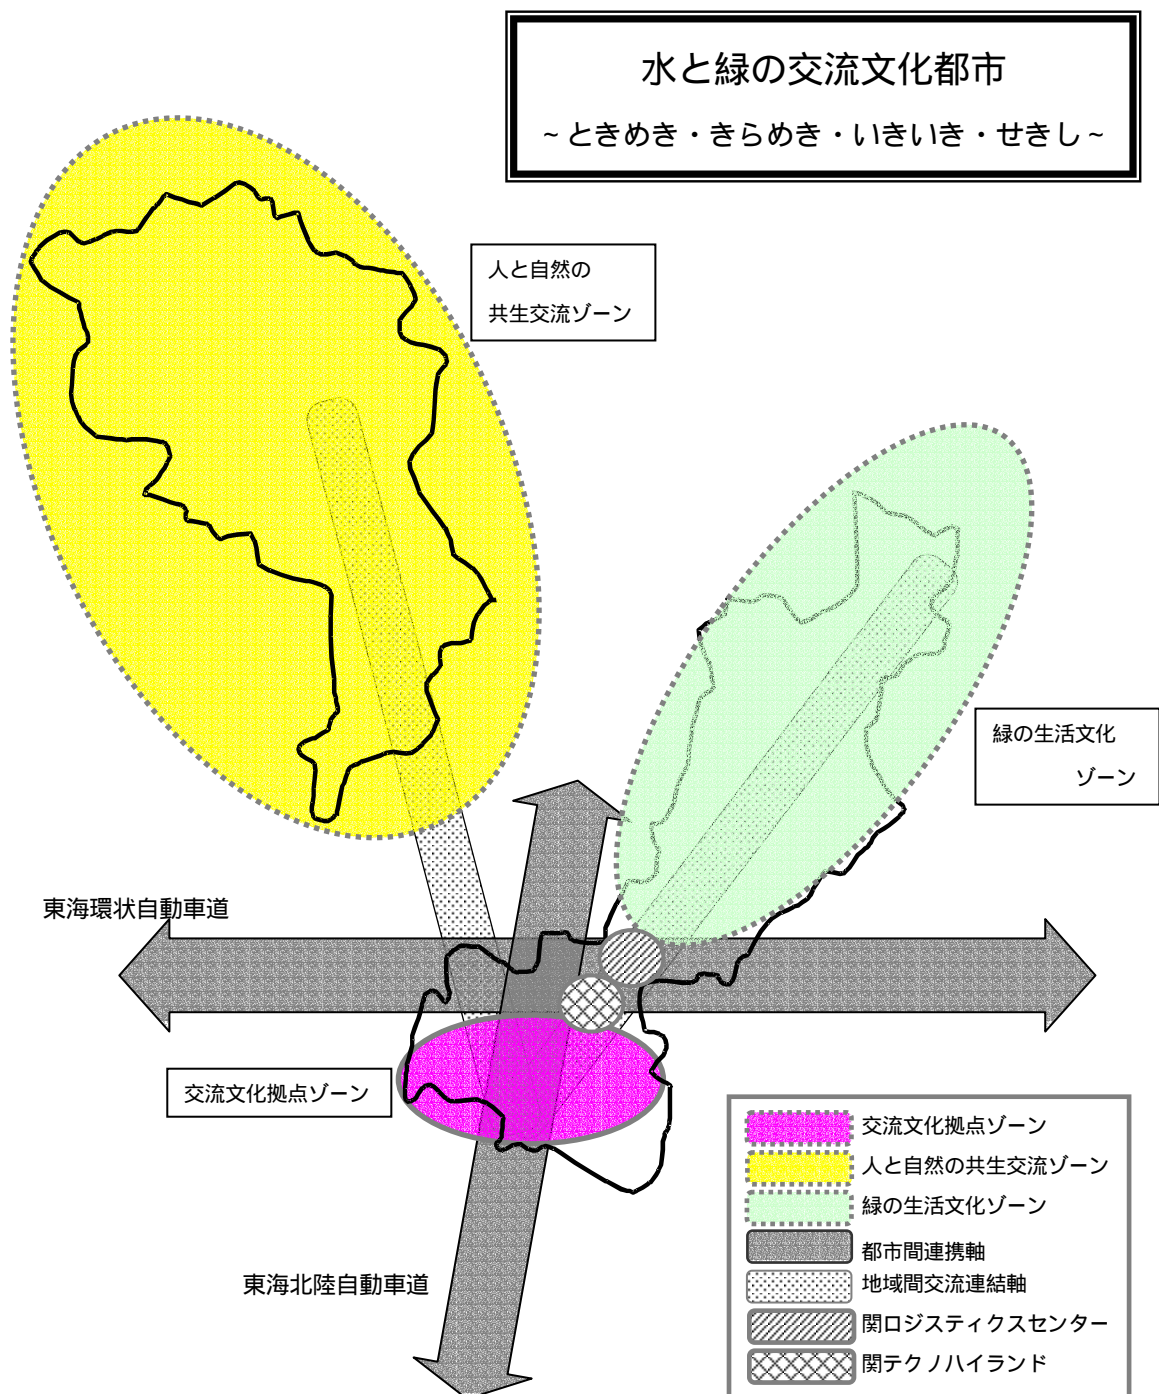 水と緑の交流文化都市
~ときめき・きらめき・いきいき・せきし~
人と自然の
共生交流ゾーン
緑の生活文化
ゾーン
東海環状自動車道
交流文化拠点ゾーン
東海北陸自動車道
交流文化拠点ゾーン
人と自然の共生交流ゾーン
緑の生活文化ゾーン
都市間連携軸
地域間交流連結軸
関ロジスティクスセンター
関テクノハイランド